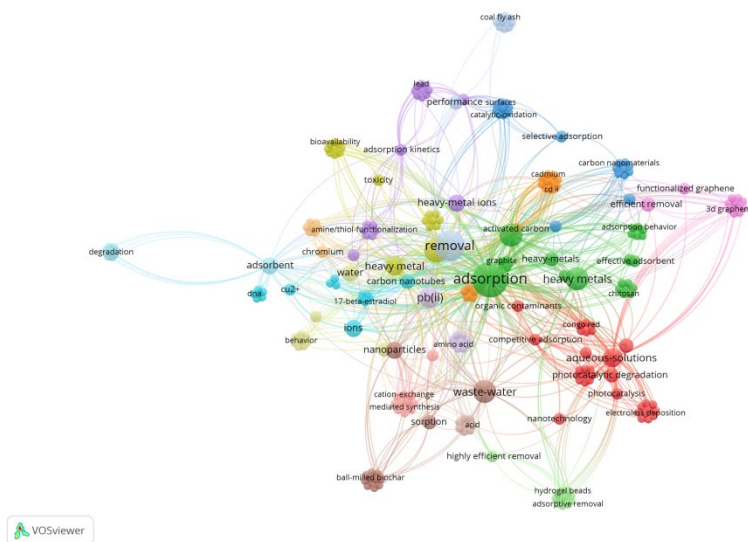 coal fly ash
lead
performance
surfaces
catalytic-oxidation
selective adsorption
bioavailability
adsorption kinetics
carbon nanomaterials
toxicity
cadmium
cd ii
functionalized graphene
heavy-metal ions
efficient removal
3d graphene
amine/thiol-functionalization
activated carbon
adsorption behavior
removal
degradation
chromium
graphite
heavy-metals
effective adsorbent
adsorbent
water
heavy metal
adsorption
heavy metals
carbon nanotubes
dna
cu2+
17-beta-estradiol
pb(ii)
chitosan
organic contaminants
ions
congo red
behavior
amino acid
competitive adsorption
nanoparticles
aqueous-solutions
photocatalytic degradation
cation-exchange
waste-water
photocatalysis
mediated synthesis
electroless deposition
sorption
acid
nanotechnology
highly efficient removal
ball-milled biochar
hydrogel beads
adsorptive removal
VOSviewer